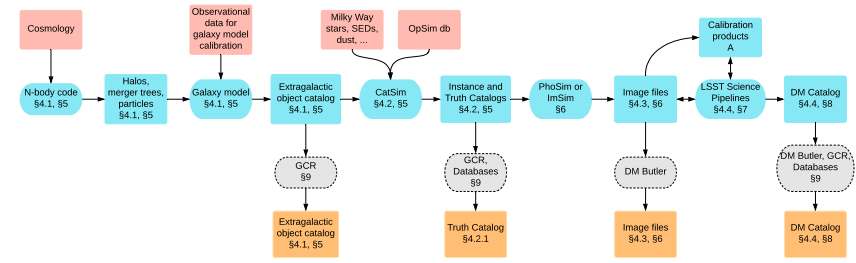 Cosmology
Observational
data for
galaxy model
calibration
Milky Way
stars, SEDs,
dust, ...
OpSim db
Calibration
products
A
N-body code
§4.1, §5
Halos,
merger trees,
particles
§4.1, §5
Galaxy model
§4.1, §5
Extragalactic
object catalog
§4.1, §5
CatSim
§4.2, §5
Instance and
Truth Catalogs
§4.2, §5
PhoSim or
ImSim
§6
Image files
§4.3, §6
LSST Science
Pipelines
§4.4, §7
DM Catalog
§4.4, §8
GCR
§9
GCR,
Databases
§9
DM Butler
DM Butler, GCR,
Databases
§9
Extragalactic
object catalog
§4.1, §5
Truth Catalog
§4.2.1
Image files
§4.3, §6
DM Catalog
§4.4, §8